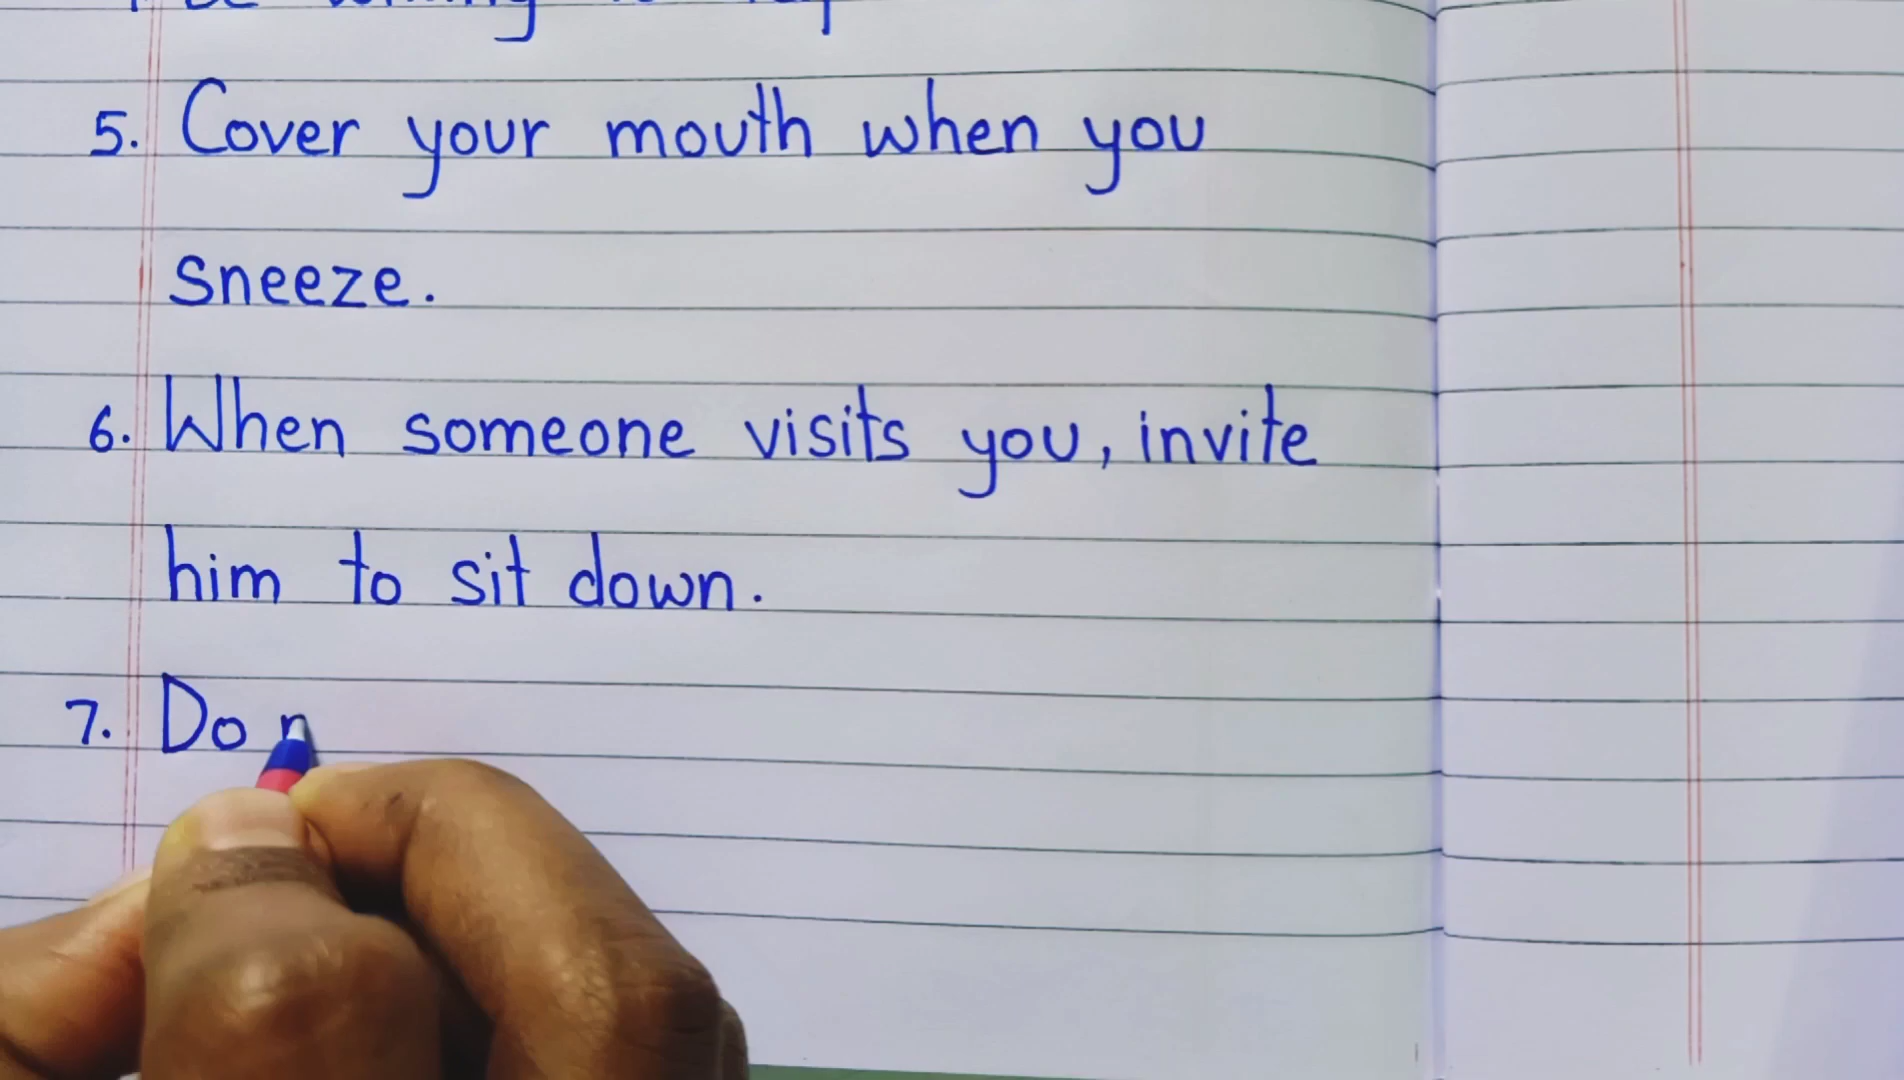 5. Cover your mouth when you
sneeze.
6. When someone visits you, invite
him to sit down.
7. Do n